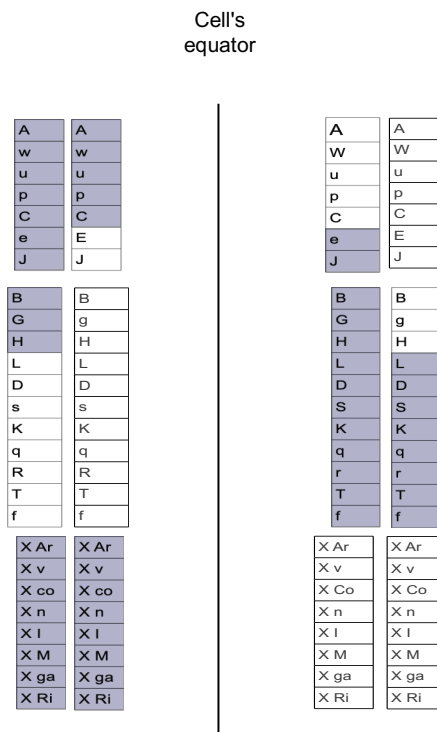 Cell's
equator
A A A A
w w W W
u u u u
p p p p
C C C C
e E e E
J J J J
B B B B
G g G g
H H H H
L L L L
D D D D
s s S S
K K K K
q q q q
R R r r
T T T T
f f f f
X Ar X Ar X Ar X Ar
X v X v X v X v
X co X co X Co X Co
X n X n X n X n
X I X I X I X I
X M X M X M X M
X ga X ga X ga X ga
X Ri X Ri X Ri X Ri